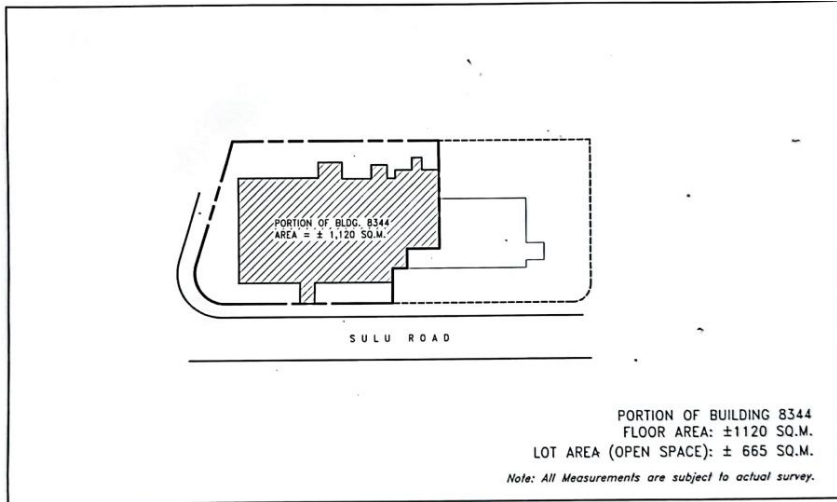 PORTION OF BLDG. 8344
AREA = ± 1,120 SQ.M.
SULU ROAD
PORTION OF BUILDING 8344
FLOOR AREA: ±1120 SQ.M.
LOT AREA (OPEN SPACE): ± 665 SQ.M.
Note: All Measurements are subject to actual survey.